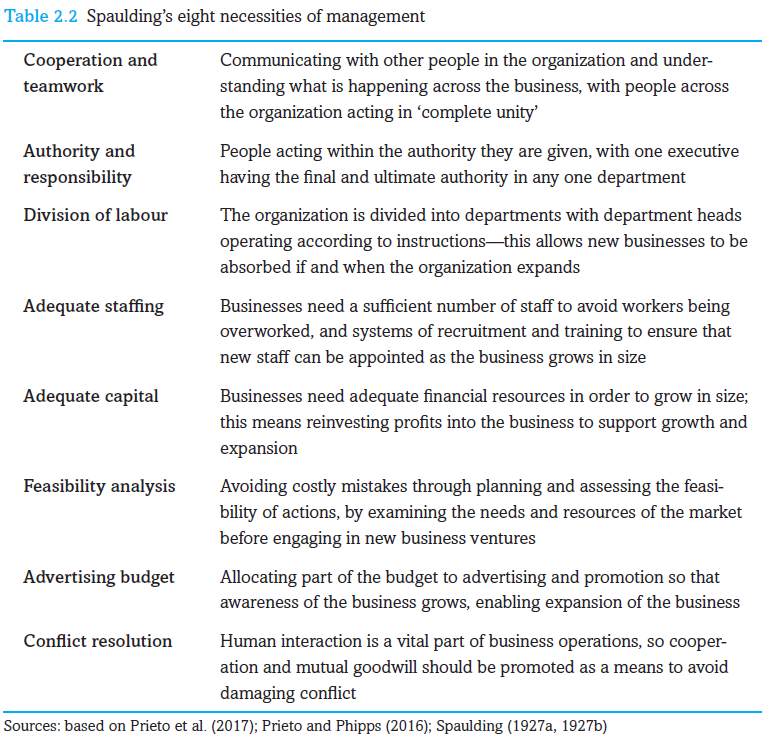 Table 2.2 Spaulding's eight necessities of management
Cooperation and teamwork
Communicating with other people in the organization and under-
standing what is happening across the business, with people across
the organization acting in ‘complete unity’
Authority and responsibility
People acting within the authority they are given, with one executive
having the final and ultimate authority in any one department
Division of labour
The organization is divided into departments with department heads
operating according to instructions—this allows new businesses to be
absorbed if and when the organization expands
Adequate staffing
Businesses need a sufficient number of staff to avoid workers being
overworked, and systems of recruitment and training to ensure that
new staff can be appointed as the business grows in size
Adequate capital
Businesses need adequate financial resources in order to grow in size;
this means reinvesting profits into the business to support growth and
expansion
Feasibility analysis
Avoiding costly mistakes through planning and assessing the feasi-
bility of actions, by examining the needs and resources of the market
before engaging in new business ventures
Advertising budget
Allocating part of the budget to advertising and promotion so that
awareness of the business grows, enabling expansion of the business
Conflict resolution
Human interaction is a vital part of business operations, so cooper-
ation and mutual goodwill should be promoted as a means to avoid
damaging conflict
Sources: based on Prieto et al. (2017); Prieto and Phipps (2016); Spaulding (1927a, 1927b)